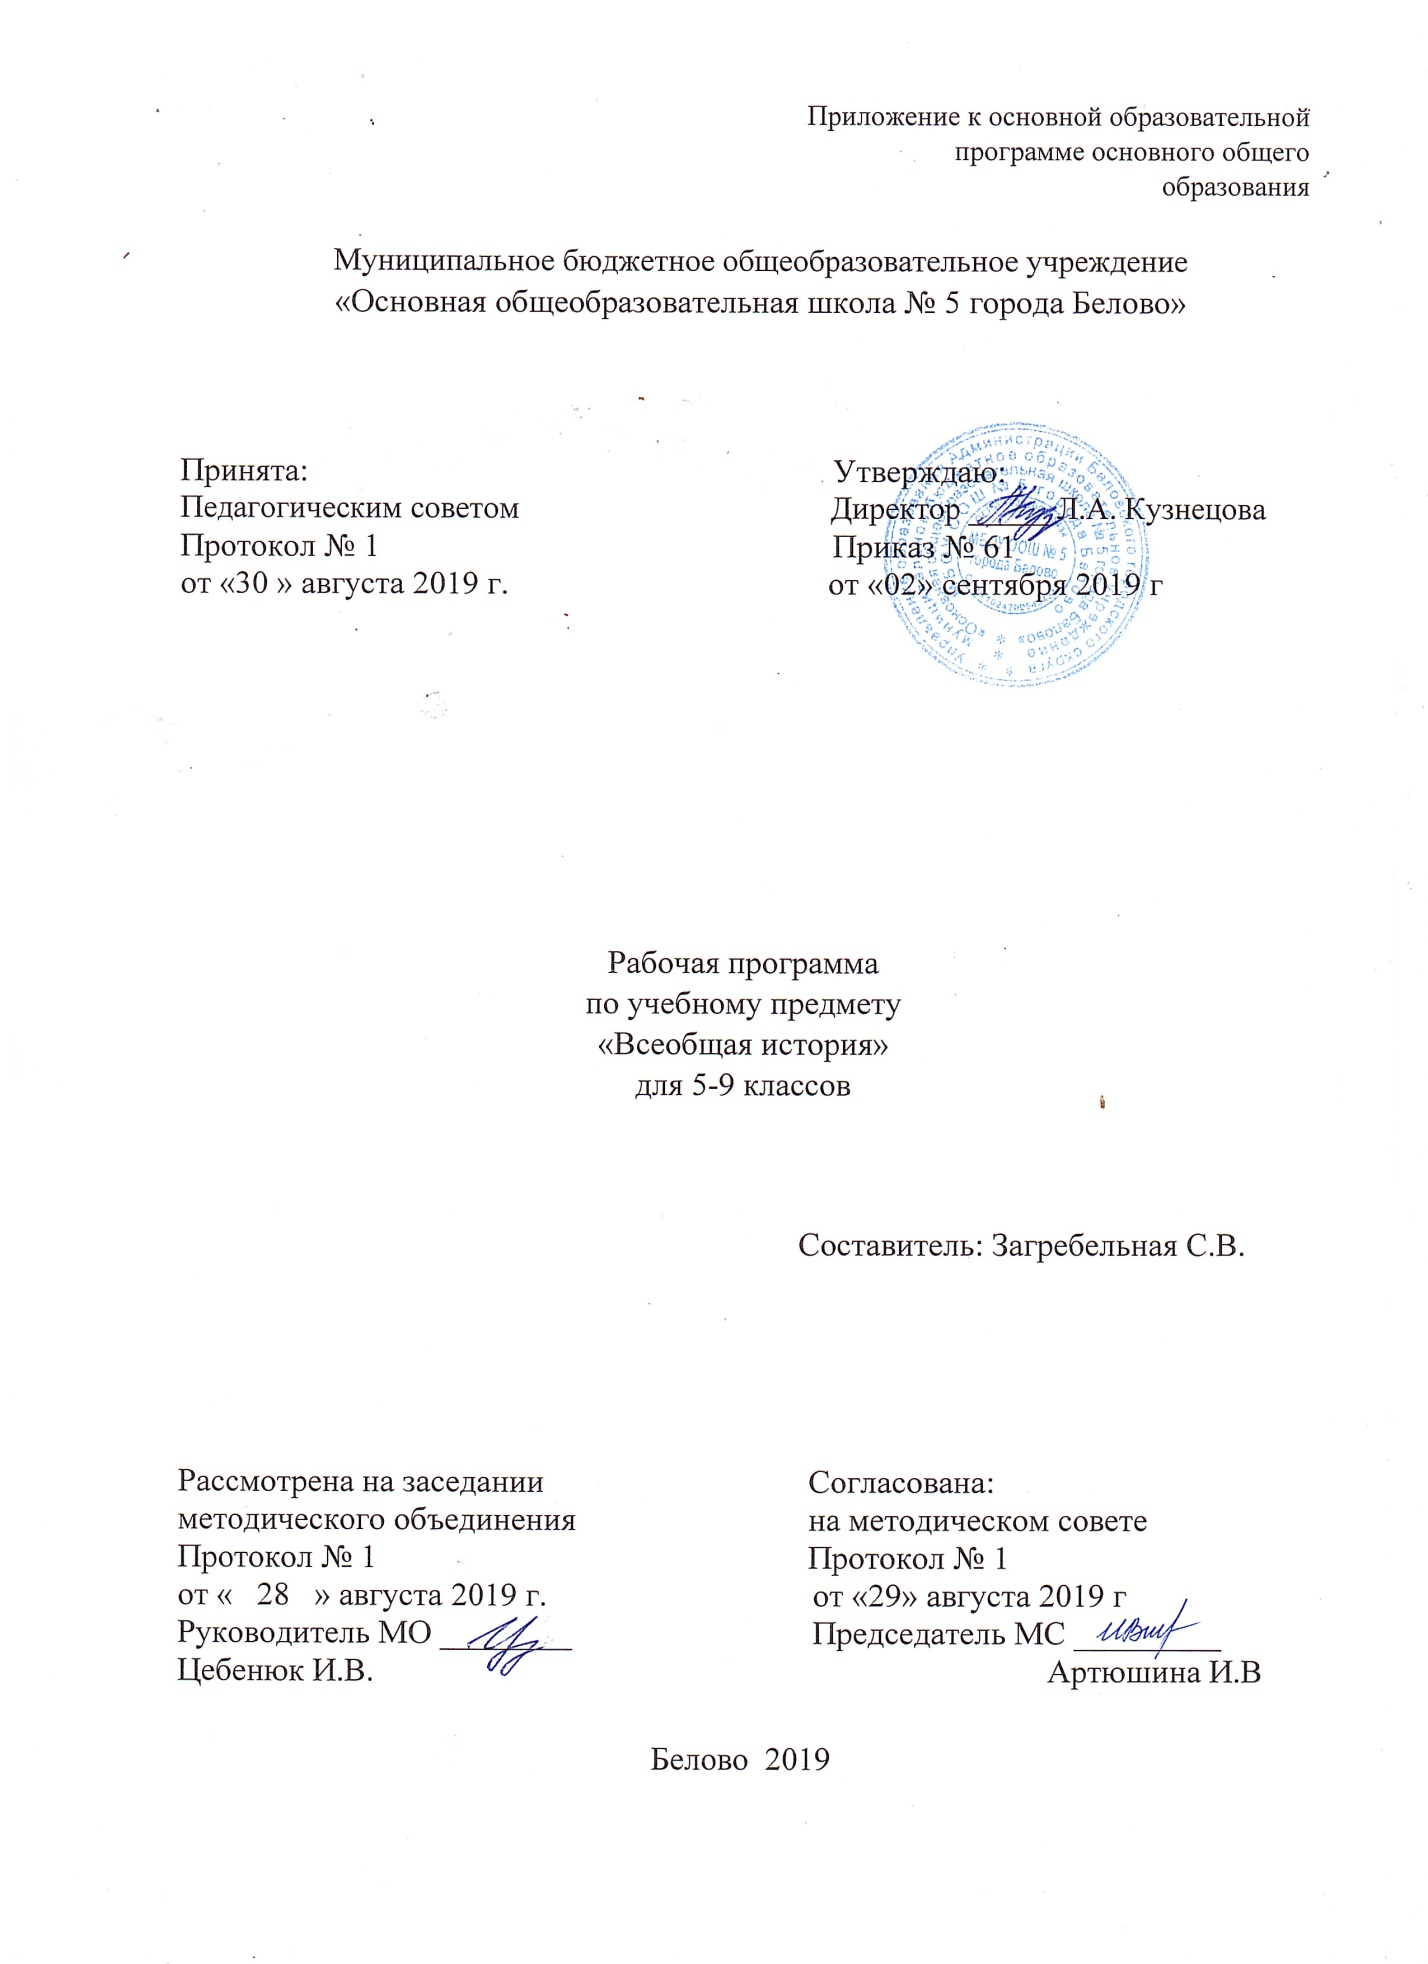 Приложение к основной образовательной
программе основного общего
образования
Муниципальное бюджетное общеобразовательное учреждение
«Основная общеобразовательная школа № 5 города Белово»
Принята:
Педагогическим советом
Протокол № 1
от «30 » августа 2019 г.
Утверждаю:
Директор ______Л.А. Кузнецова
Приказ № 61
от «02» сентября 2019 г
Рабочая программа
по учебному предмету
«Всеобщая история»
для 5-9 классов
Составитель: Загребельная С.В.
Рассмотрена на заседании
методического объединения
Протокол № 1
от «   28   » августа 2019 г.
Руководитель МО ________
Цебенюк И.В.
Согласована:
на методическом совете
Протокол № 1
от «29» августа 2019 г
Председатель МС _________
Артюшина И.В
Белово  2019